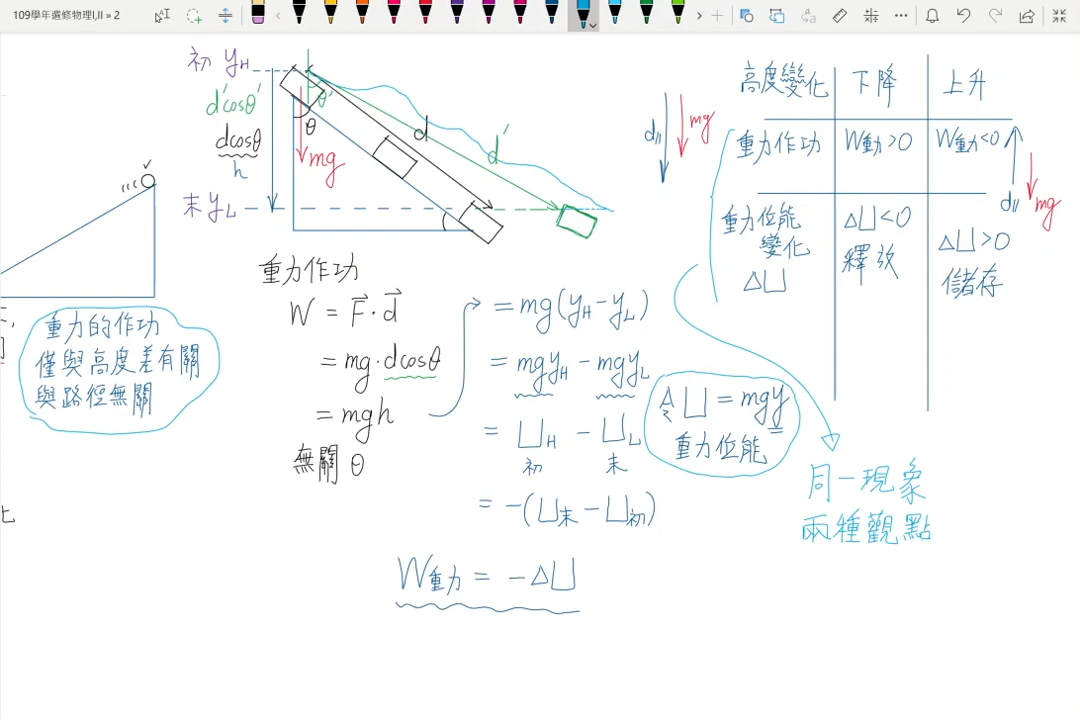 109學年選修物理I,II » 2
初 yH
d'cosθ'
dcosθ
h
θ'
θ
mg
d
d'
末 yL
重力的作功
僅與高度差有關
與路徑無關
重力作功
W = F⃗·d⃗
= mg·dcosθ
= mgh
無關 θ
= mg(yH-yL)
= mgyH - mgyL
= UH - UL
初 末
= -(U末 - U初)
W重力 = -ΔU
U = mgy
重力位能
d∥
mg
高度變化 下降 上升
重力作功 W重力>0 W重力<0
重力位能
變化
ΔU
ΔU<0
釋放
ΔU>0
儲存
d∥
mg
同一現象
兩種觀點